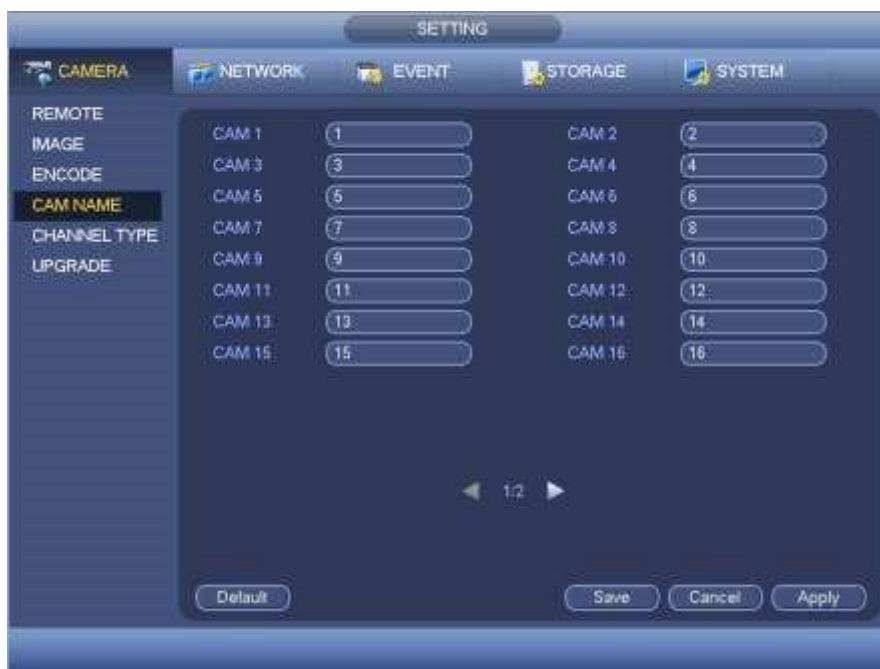 SETTING
CAMERA NETWORK EVENT STORAGE SYSTEM
REMOTE
IMAGE
ENCODE
CAM NAME
CHANNEL TYPE
UPGRADE
CAM 1 1 CAM 2 2
CAM 3 3 CAM 4 4
CAM 5 5 CAM 6 6
CAM 7 7 CAM 8 8
CAM 9 9 CAM 10 10
CAM 11 11 CAM 12 12
CAM 13 13 CAM 14 14
CAM 15 15 CAM 16 16
1/2
Default Save Cancel Apply